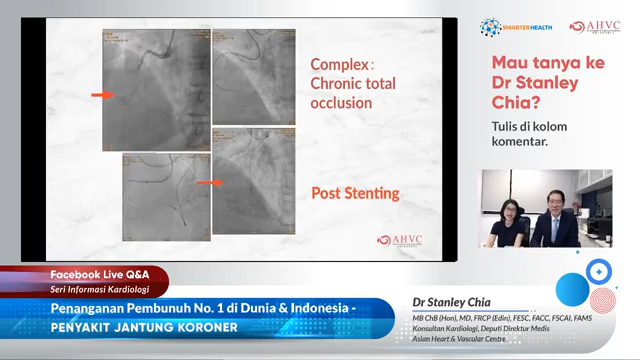 Complex:
Chronic total
occlusion
Post Stenting
AHVC
SMARTERHEALTH
AHVC
Mau tanya ke
Dr Stanley
Chia?
Tulis di kolom
komentar.
Facebook Live Q&A
Seri Informasi Kardiologi
Penanganan Pembunuh No. 1 di Dunia & Indonesia -
PENYAKIT JANTUNG KORONER
Dr Stanley Chia
MB ChB (Hon), MD, FRCP (Edin), FESC, FACC, FSCAI, FAMS
Konsultan Kardiologi, Deputi Direktur Medis
Asian Heart & Vascular Centre